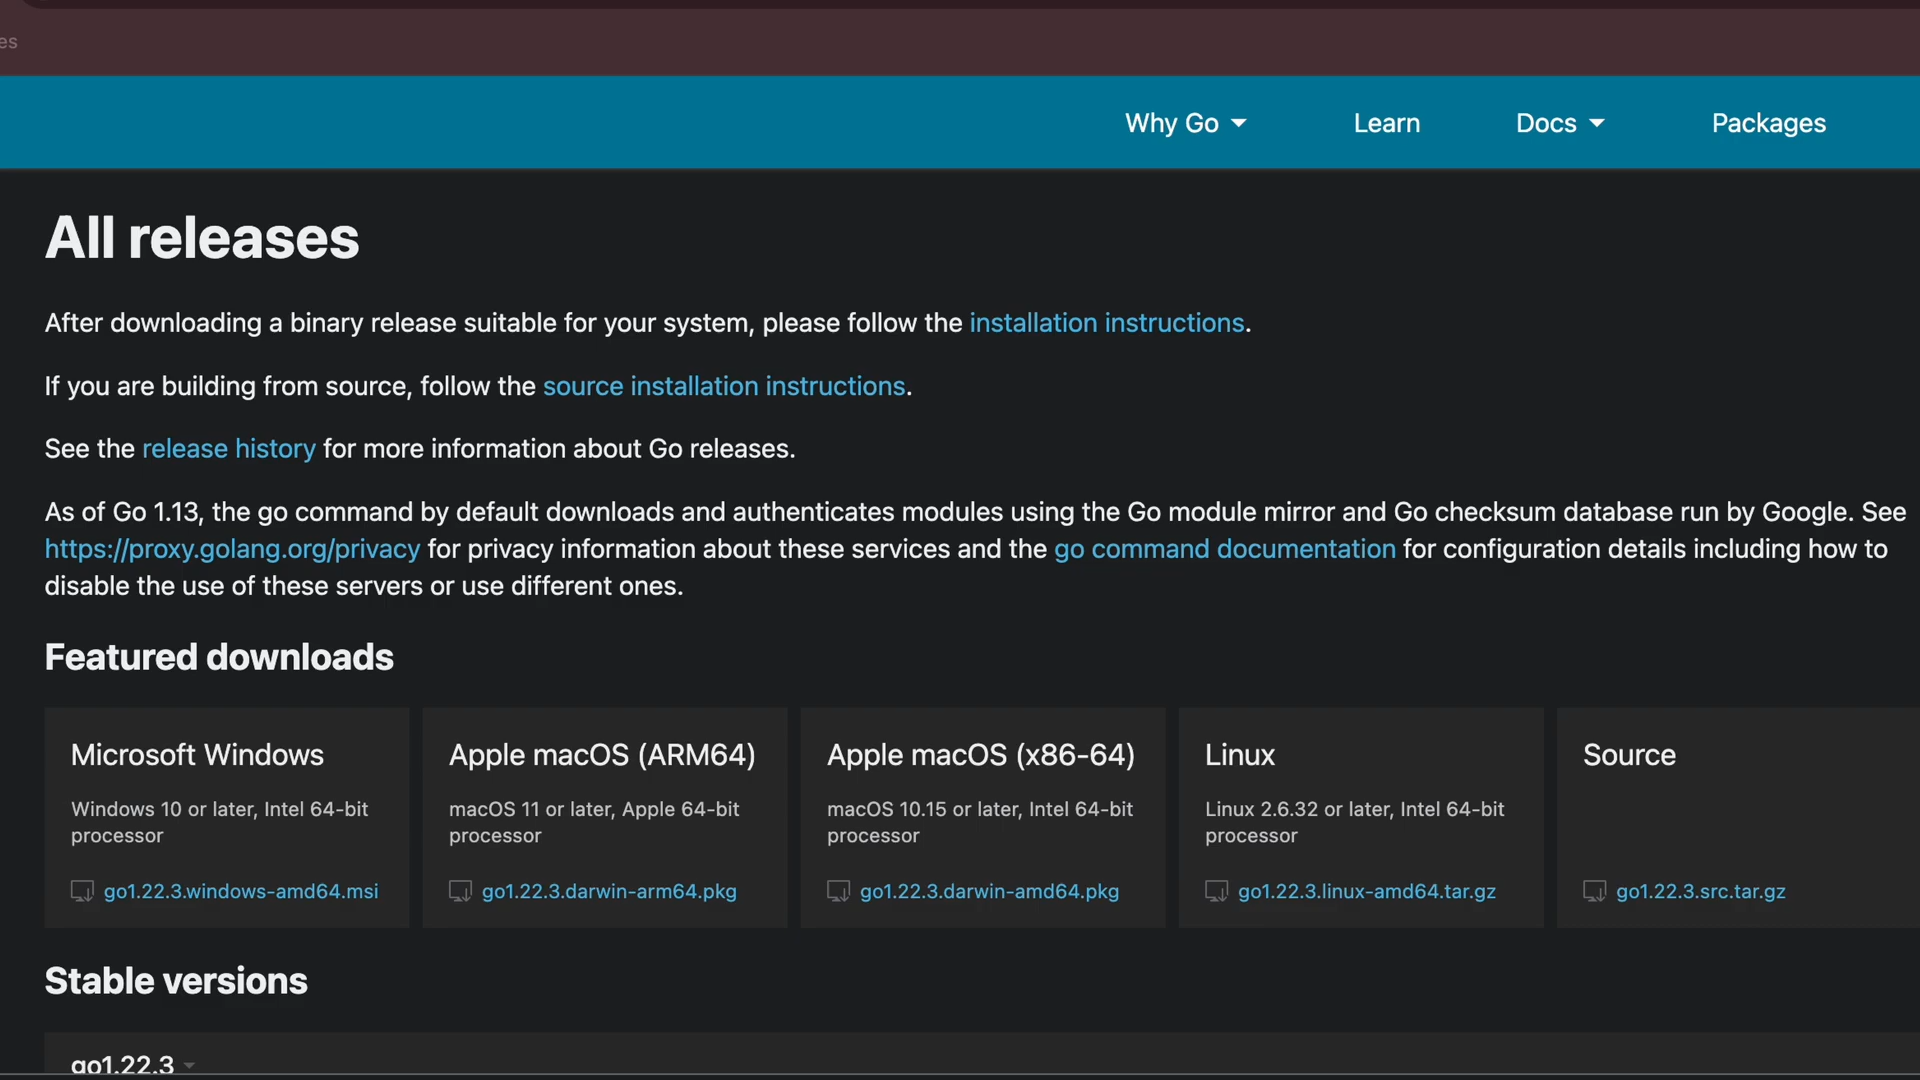 es
Why Go
Learn
Docs
Packages
All releases
After downloading a binary release suitable for your system, please follow the installation instructions.
If you are building from source, follow the source installation instructions.
See the release history for more information about Go releases.
As of Go 1.13, the go command by default downloads and authenticates modules using the Go module mirror and Go checksum database run by Google. See
https://proxy.golang.org/privacy for privacy information about these services and the go command documentation for configuration details including how to
disable the use of these servers or use different ones.
Featured downloads
Microsoft Windows
Windows 10 or later, Intel 64-bit
processor
go1.22.3.windows-amd64.msi
Apple macOS (ARM64)
macOS 11 or later, Apple 64-bit
processor
go1.22.3.darwin-arm64.pkg
Apple macOS (x86-64)
macOS 10.15 or later, Intel 64-bit
processor
go1.22.3.darwin-amd64.pkg
Linux
Linux 2.6.32 or later, Intel 64-bit
processor
go1.22.3.linux-amd64.tar.gz
Source
go1.22.3.src.tar.gz
Stable versions
go1.22.3